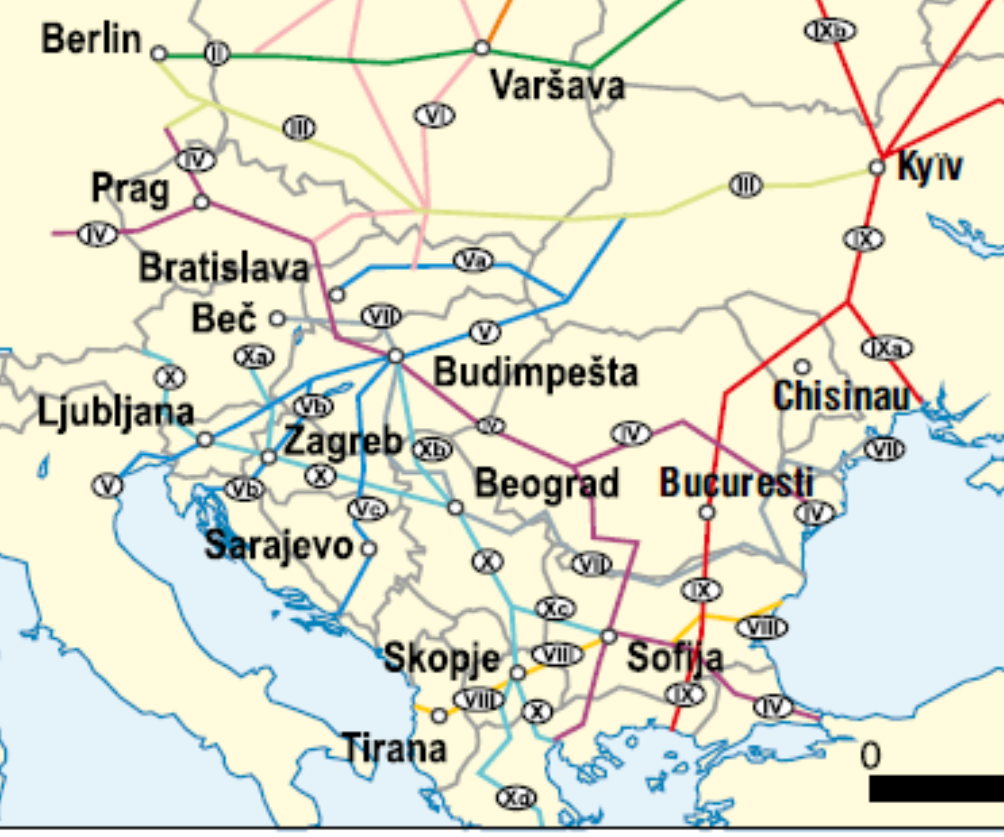 IXb
Berlin
II
Varšava
VI
III
IV
Kyïv
Prag
III
IV
IX
Bratislava
Va
Beč
VII
V
Xa
IXa
X
Budimpešta
Chisinau
Ljubljana
Vb
IV
IV
Zagreb
Xb
VII
X
Beograd
Bucuresti
V
Vb
Vc
IV
Sarajevo
X
VII
IX
Xc
VIII
Skopje
VII
Sofija
VIII
X
IX
IV
Tirana
0
Xd